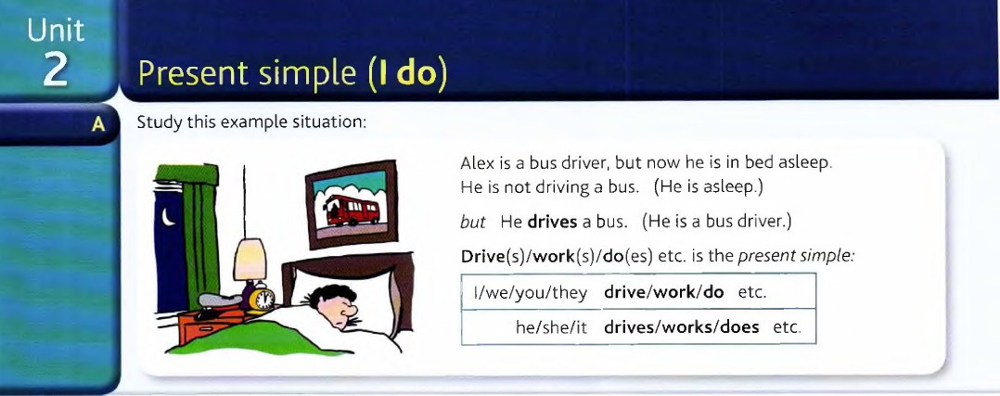 Unit
2
Present simple (I do)
A
Study this example situation:
Alex is a bus driver, but now he is in bed asleep.
He is not driving a bus. (He is asleep.)
but He drives a bus. (He is a bus driver.)
Drive(s)/work(s)/do(es) etc. is the present simple:
I/we/you/they drive/work/do etc.
he/she/it drives/works/does etc.